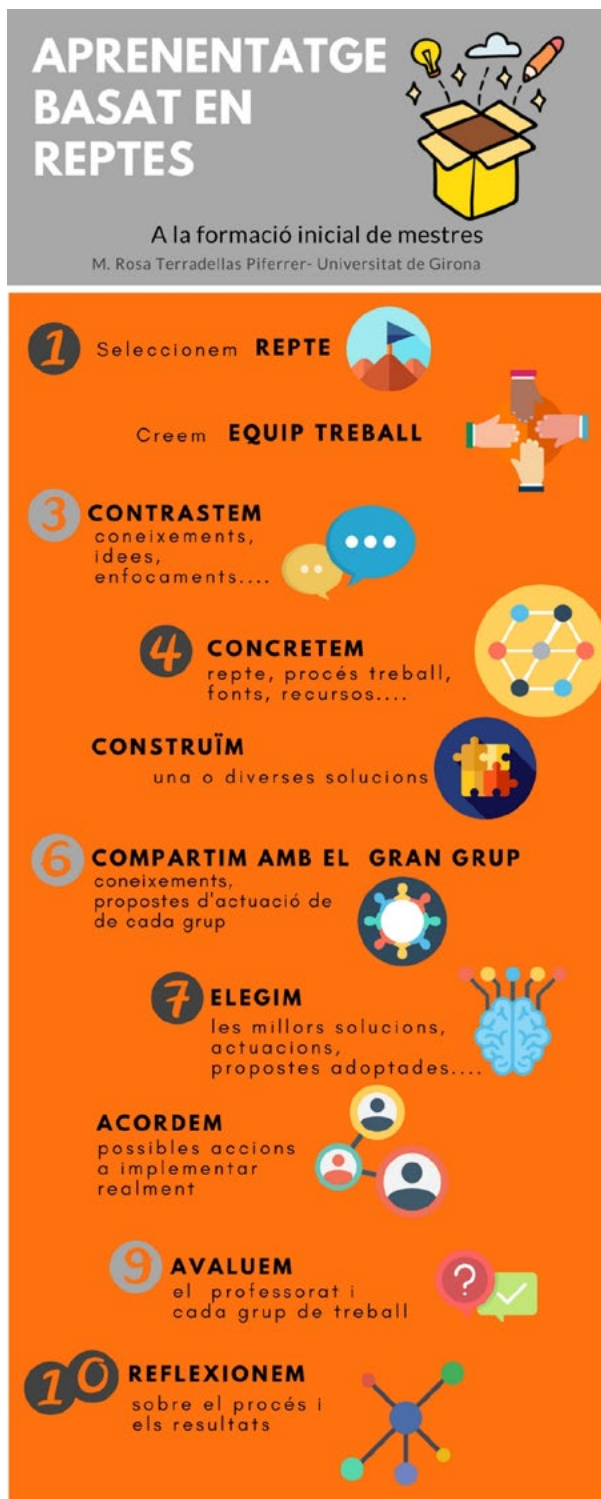 APRENENTATGE
BASAT EN
REPTES
A la formació inicial de mestres
M. Rosa Terradellas Piferrer- Universitat de Girona
1 Seleccionem REPTE
Creem EQUIP TREBALL
3 CONTRASTEM
coneixements,
idees,
enfocaments....
4 CONCRETEM
repte, procés treball,
fonts, recursos....
CONSTRUÏM
una o diverses solucions
6 COMPARTIM AMB EL GRAN GRUP
coneixements,
propostes d'actuació de
de cada grup
7 ELEGIM
les millors solucions,
actuacions,
propostes adoptades....
ACORDEM
possibles accions
a implementar
realment
9 AVALUEM
el professorat i
cada grup de treball
10 REFLEXIONEM
sobre el procés i
els resultats